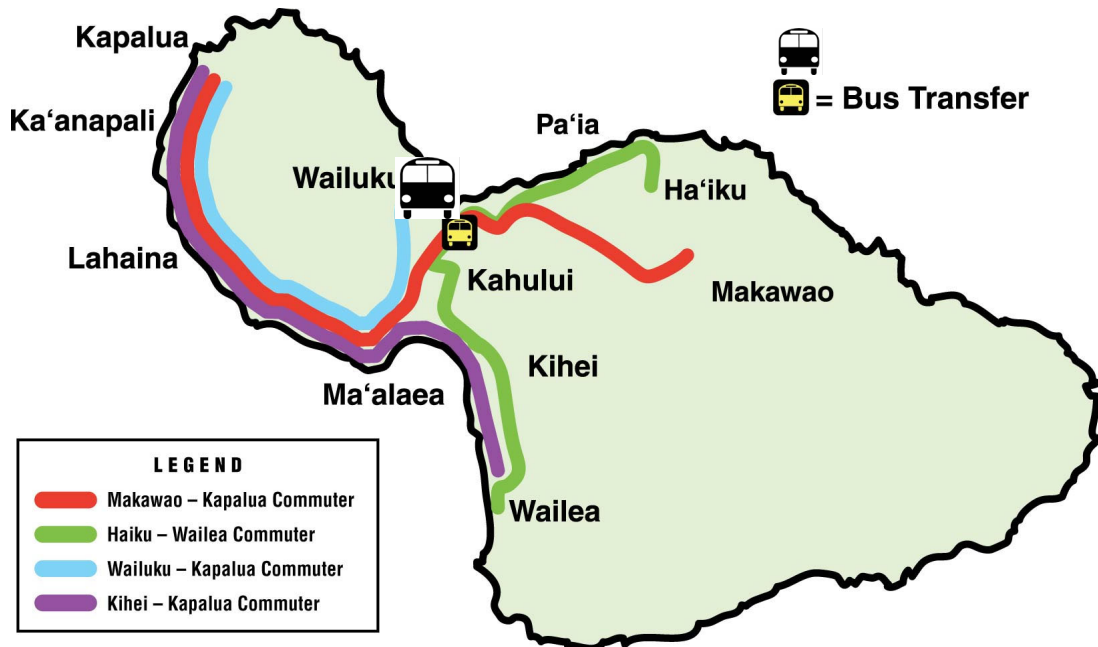 Kapalua
Ka‘anapali
= Bus Transfer
Pa‘ia
Wailuku
Ha‘iku
Lahaina
Kahului
Makawao
Kihei
Ma‘alaea
Wailea
LEGEND
Makawao – Kapalua Commuter
Haiku – Wailea Commuter
Wailuku – Kapalua Commuter
Kihei – Kapalua Commuter